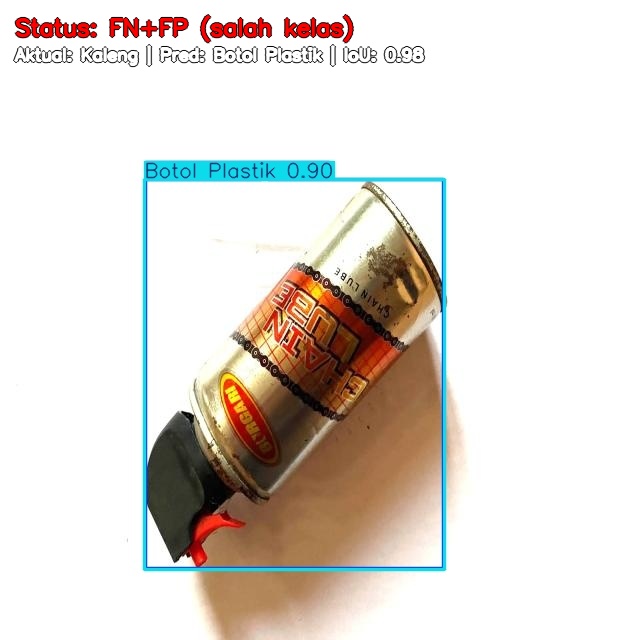 Status: FN+FP (salah kelas)
Aktual: Kaleng | Pred: Botol Plastik | IoU: 0.98
Botol Plastik 0.90
CHAIN LUBE
CHAIN
LUBE
BIRGARI